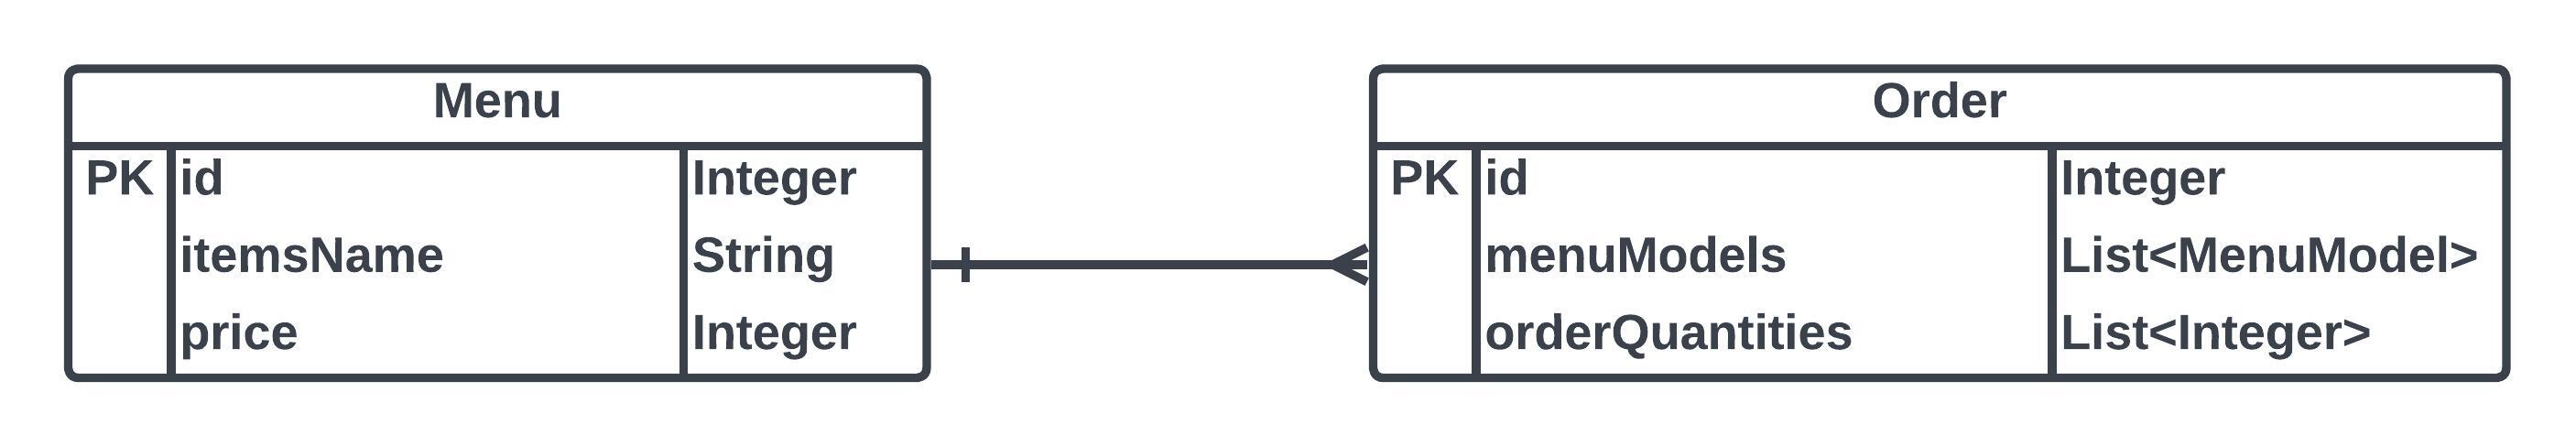 Menu
PK id Integer
itemsName String
price Integer
Order
PK id Integer
menuModels List<MenuModel>
orderQuantities List<Integer>